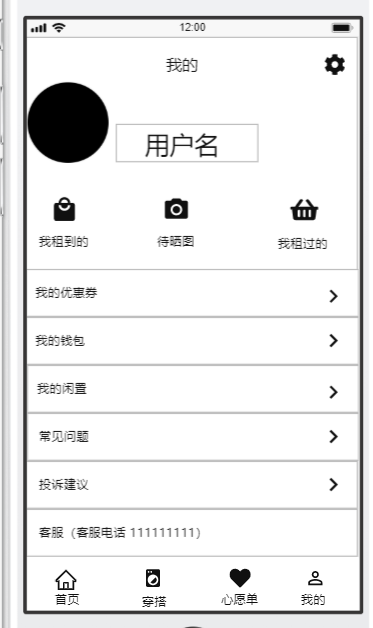 12:00
我的
用户名
我租到的 待晒图 我租过的
我的优惠券
我的钱包
我的闲置
常见问题
投诉建议
客服（客服电话 111111111）
首页 穿搭 心愿单 我的